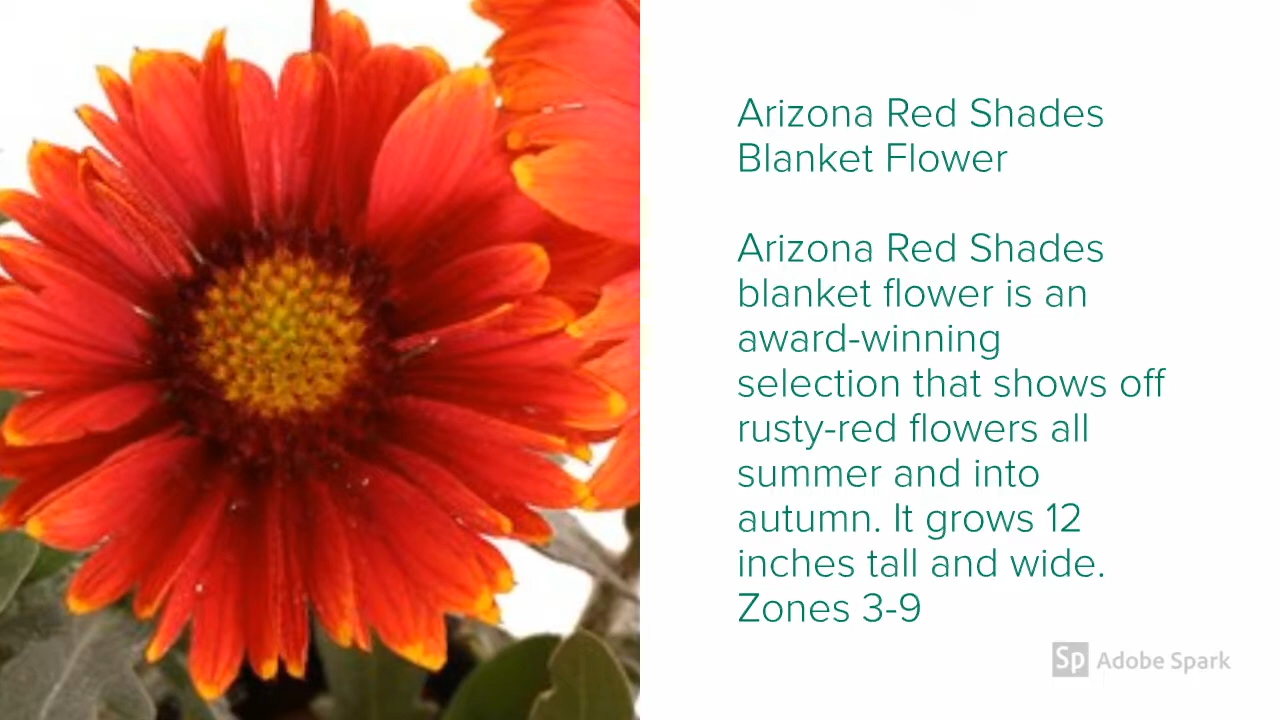 Arizona Red Shades
Blanket Flower
Arizona Red Shades
blanket flower is an
award-winning
selection that shows off
rusty-red flowers all
summer and into
autumn. It grows 12
inches tall and wide.
Zones 3-9
Sp Adobe Spark